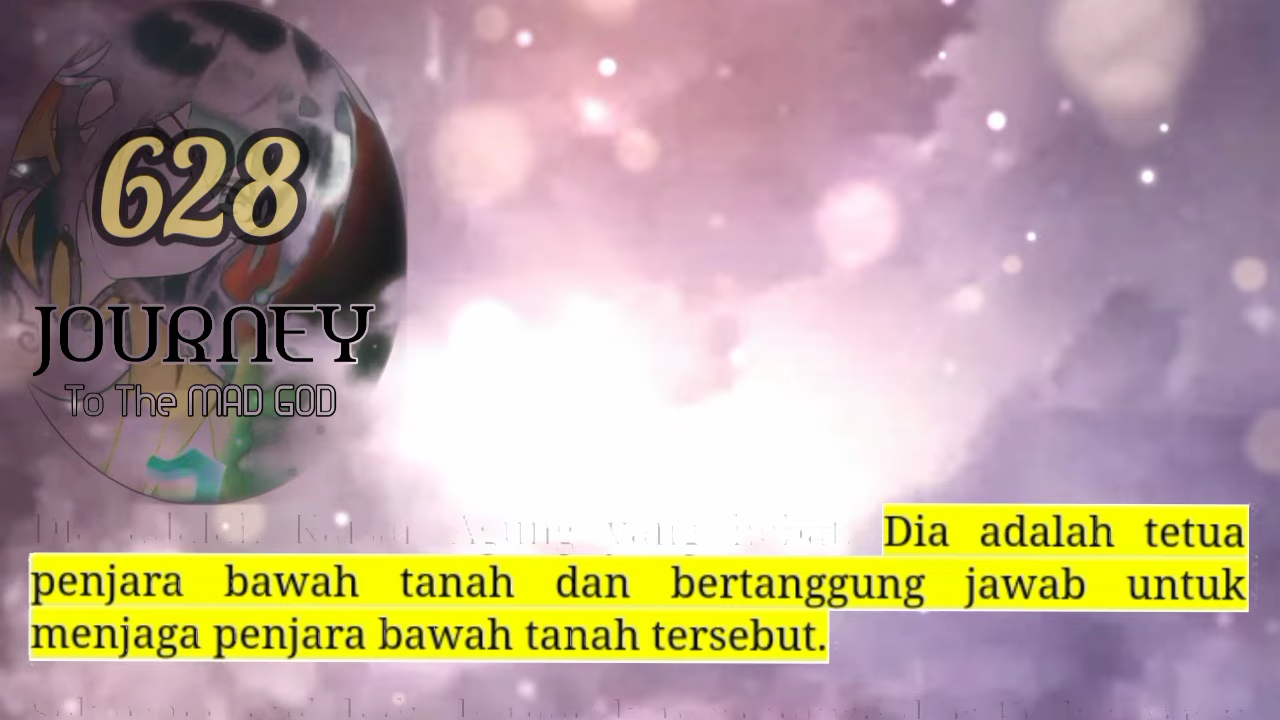 628
JOURNEY
To The MAD GOD
Dia adalah tetua
penjara bawah tanah dan bertanggung jawab untuk
menjaga penjara bawah tanah tersebut.